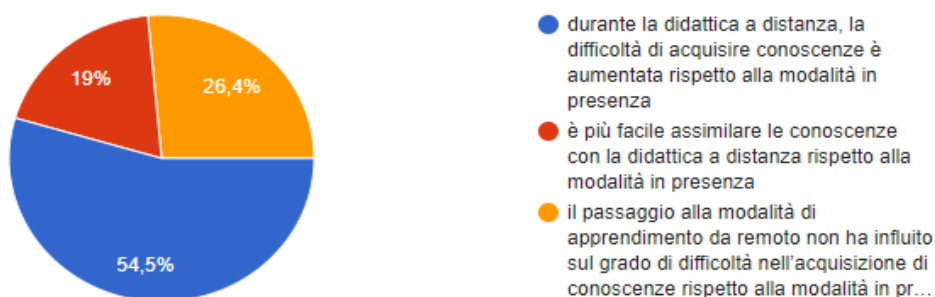 19%
26,4%
54,5%
durante la didattica a distanza, la
difficoltà di acquisire conoscenze è
aumentata rispetto alla modalità in
presenza
è più facile assimilare le conoscenze
con la didattica a distanza rispetto alla
modalità in presenza
il passaggio alla modalità di
apprendimento da remoto non ha influito
sul grado di difficoltà nell'acquisizione di
conoscenze rispetto alla modalità in pr…